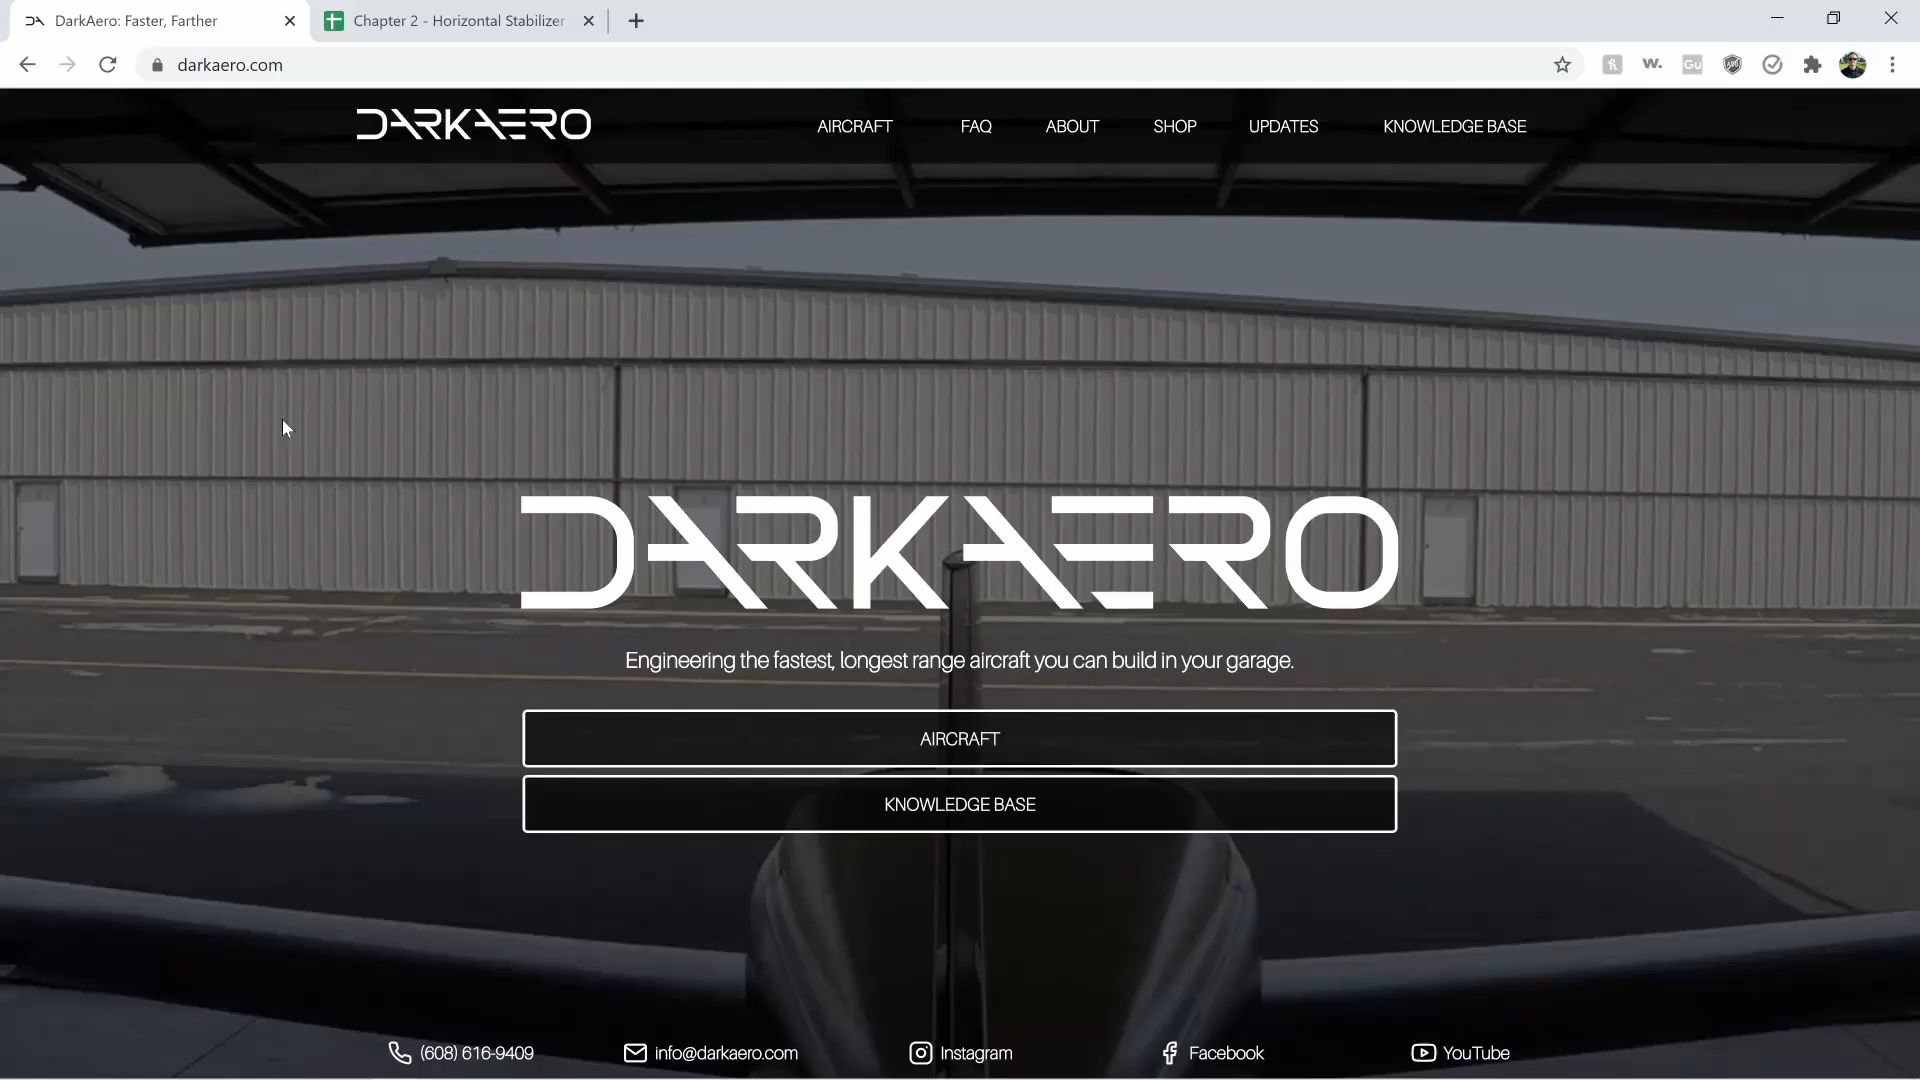 DarkAero: Faster, Farther
Chapter 2 - Horizontal Stabilizer
darkaero.com
DARKAERO
AIRCRAFT
FAQ
ABOUT
SHOP
UPDATES
KNOWLEDGE BASE
DARKAERO
Engineering the fastest, longest range aircraft you can build in your garage.
AIRCRAFT
KNOWLEDGE BASE
(608) 616-9409
info@darkaero.com
Instagram
Facebook
YouTube